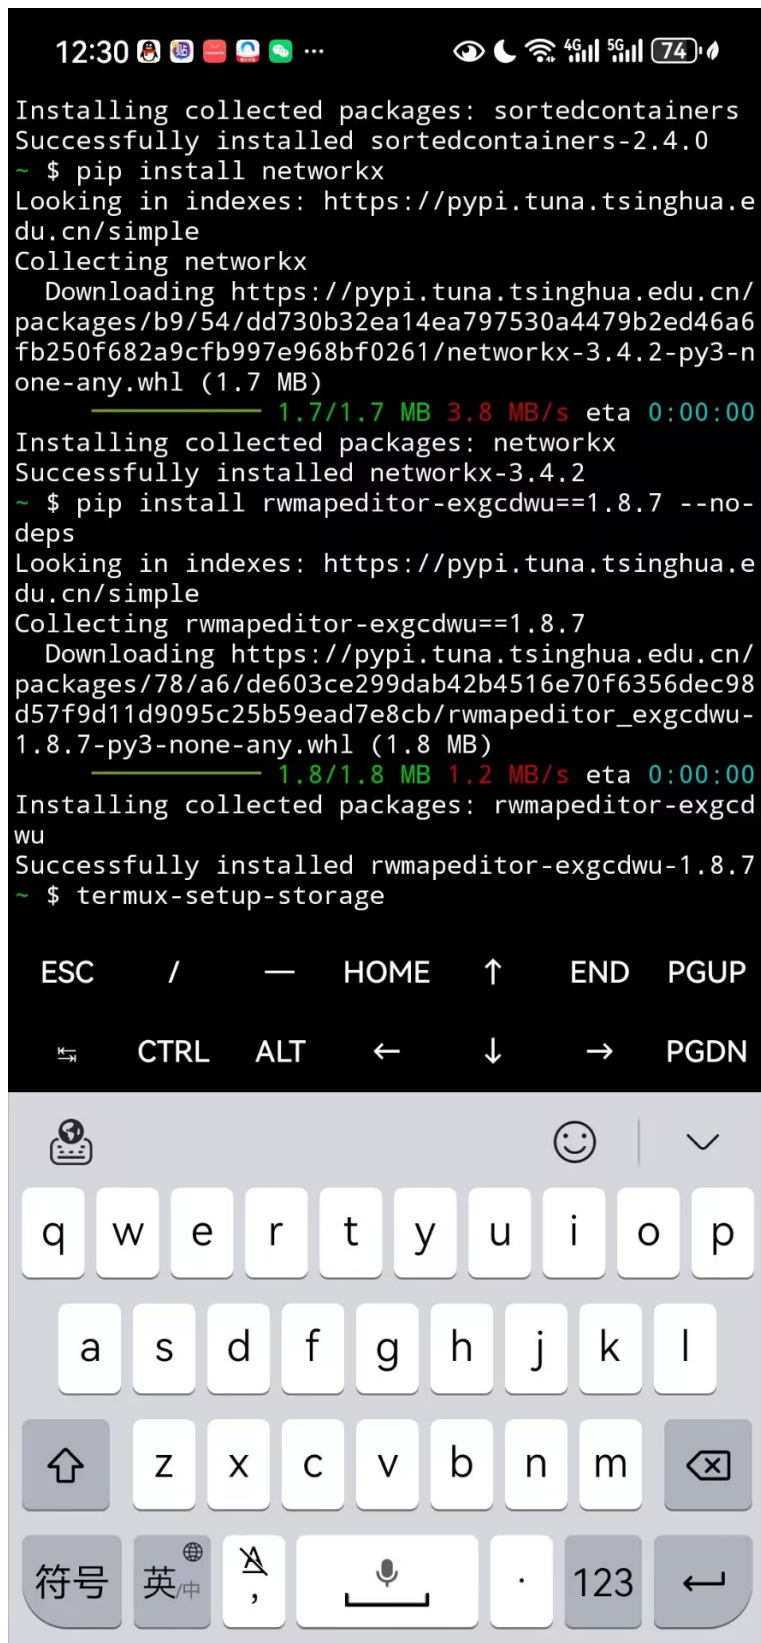 12:30 ··· 4G 5G 74
Installing collected packages: sortedcontainers
Successfully installed sortedcontainers-2.4.0
~ $ pip install networkx
Looking in indexes: https://pypi.tuna.tsinghua.e
du.cn/simple
Collecting networkx
  Downloading https://pypi.tuna.tsinghua.edu.cn/
packages/b9/54/dd730b32ea14ea797530a4479b2ed46a6
fb250f682a9cfb997e968bf0261/networkx-3.4.2-py3-n
one-any.whl (1.7 MB)
1.7/1.7 MB 3.8 MB/s eta 0:00:00
Installing collected packages: networkx
Successfully installed networkx-3.4.2
~ $ pip install rwmapeditor-exgcdwu==1.8.7 --no-
deps
Looking in indexes: https://pypi.tuna.tsinghua.e
du.cn/simple
Collecting rwmapeditor-exgcdwu==1.8.7
  Downloading https://pypi.tuna.tsinghua.edu.cn/
packages/78/a6/de603ce299dab42b4516e70f6356dec98
d57f9d11d9095c25b59ead7e8cb/rwmapeditor_exgcdwu-
1.8.7-py3-none-any.whl (1.8 MB)
1.8/1.8 MB 1.2 MB/s eta 0:00:00
Installing collected packages: rwmapeditor-exgcd
wu
Successfully installed rwmapeditor-exgcdwu-1.8.7
~ $ termux-setup-storage
ESC / — HOME ↑ END PGUP
↹ CTRL ALT ← ↓ → PGDN
q w e r t y u i o p
a s d f g h j k l
z x c v b n m
符号 英/中 , . 123